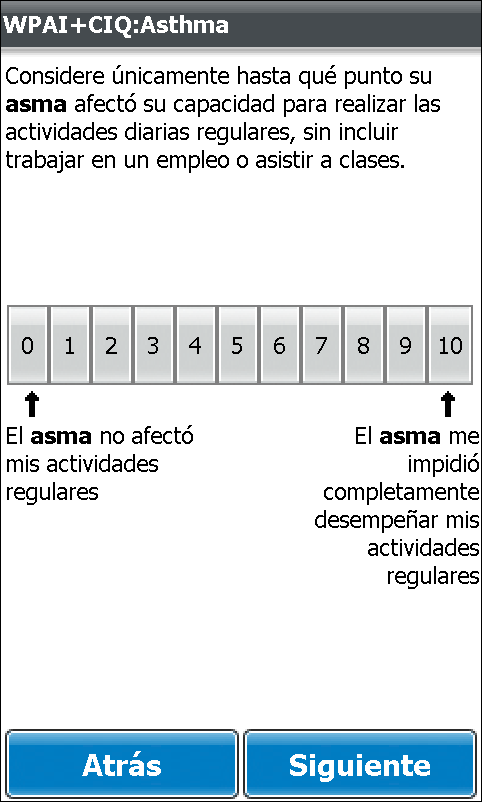 WPAI+CIQ:Asthma
Considere únicamente hasta qué punto su
asma afectó su capacidad para realizar las
actividades diarias regulares, sin incluir
trabajar en un empleo o asistir a clases.
0 1 2 3 4 5 6 7 8 9 10
El asma no afectó
mis actividades
regulares
El asma me
impidió
completamente
desempeñar mis
actividades
regulares
Atrás Siguiente